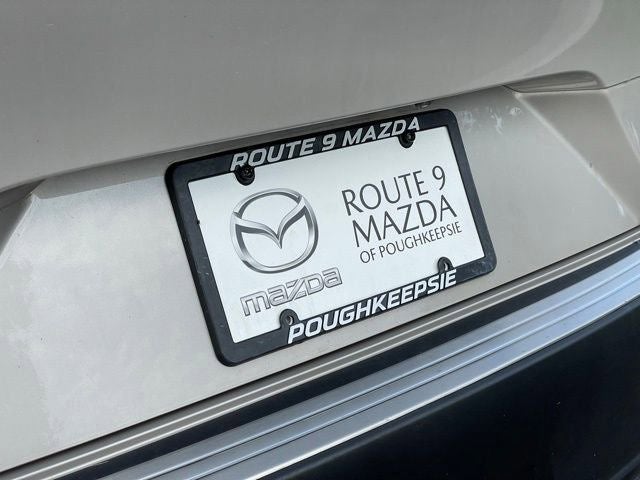 ROUTE 9 MAZDA
ROUTE 9
MAZDA
OF POUGHKEEPSIE
mazda
POUGHKEEPSIE